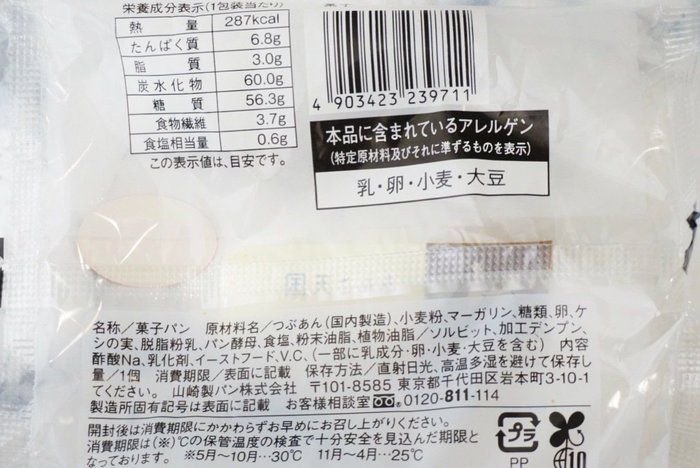 栄養成分表示(1包装当たり)
熱量 287kcal
たんぱく質 6.8g
脂質 3.0g
炭水化物 60.0g
糖質 56.3g
食物繊維 3.7g
食塩相当量 0.6g
この表示値は、目安です。
菓子
4 903423 239711
本品に含まれているアレルゲン
(特定原材料及びそれに準ずるものを表示)
乳・卵・小麦・大豆
天国
名称/菓子パン 原材料名/つぶあん(国内製造)、小麦粉、マーガリン、糖類、卵、ケ
シの実、脱脂粉乳、パン酵母、食塩、粉末油脂、植物油脂/ソルビット、加工デンプン、
酢酸Na、乳化剤、イーストフード、V.C、(一部に乳成分・卵・小麦・大豆を含む) 内容
量/1個 消費期限/表面に記載 保存方法/直射日光、高温多湿を避けて保存し
てください。 山崎製パン株式会社 〒101-8585 東京都千代田区岩本町3-10-1
製造所固有記号は表面に記載 お客様相談室 0120-811-114
開封後は消費期限にかかわらずお早めにお召し上がりください。
消費期限は(※)℃の保管温度の検査で十分安全を見込んだ期限と
なっております。 ※5月〜10月…30℃ 11月〜4月…25℃
プラ
PP
10